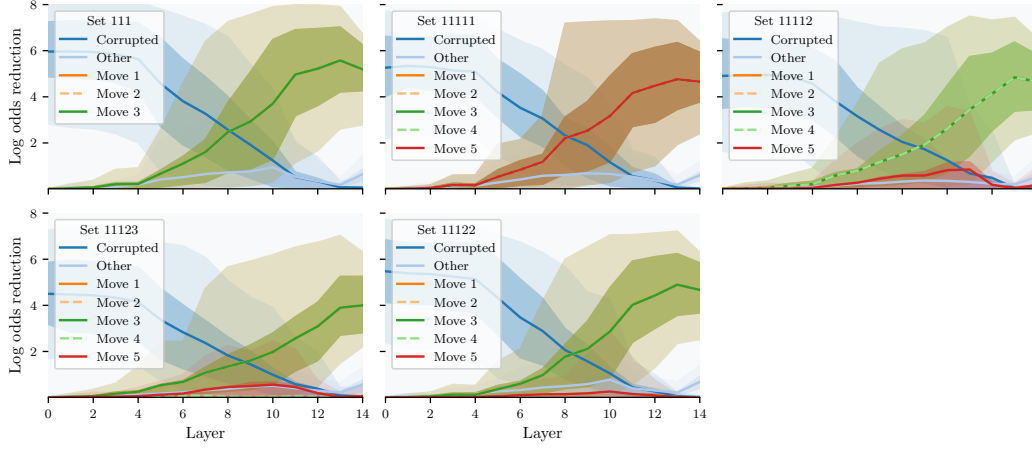 Log odds reduction
8
6
4
2
Set 111
Corrupted
Other
Move 1
Move 2
Move 3
Set 11111
Corrupted
Other
Move 1
Move 2
Move 3
Move 4
Move 5
Set 11112
Corrupted
Other
Move 1
Move 2
Move 3
Move 4
Move 5
Log odds reduction
8
6
4
2
Set 11123
Corrupted
Other
Move 1
Move 2
Move 3
Move 4
Move 5
0 2 4 6 8 10 12 14
Layer
Set 11122
Corrupted
Other
Move 1
Move 2
Move 3
Move 4
Move 5
0 2 4 6 8 10 12 14
Layer